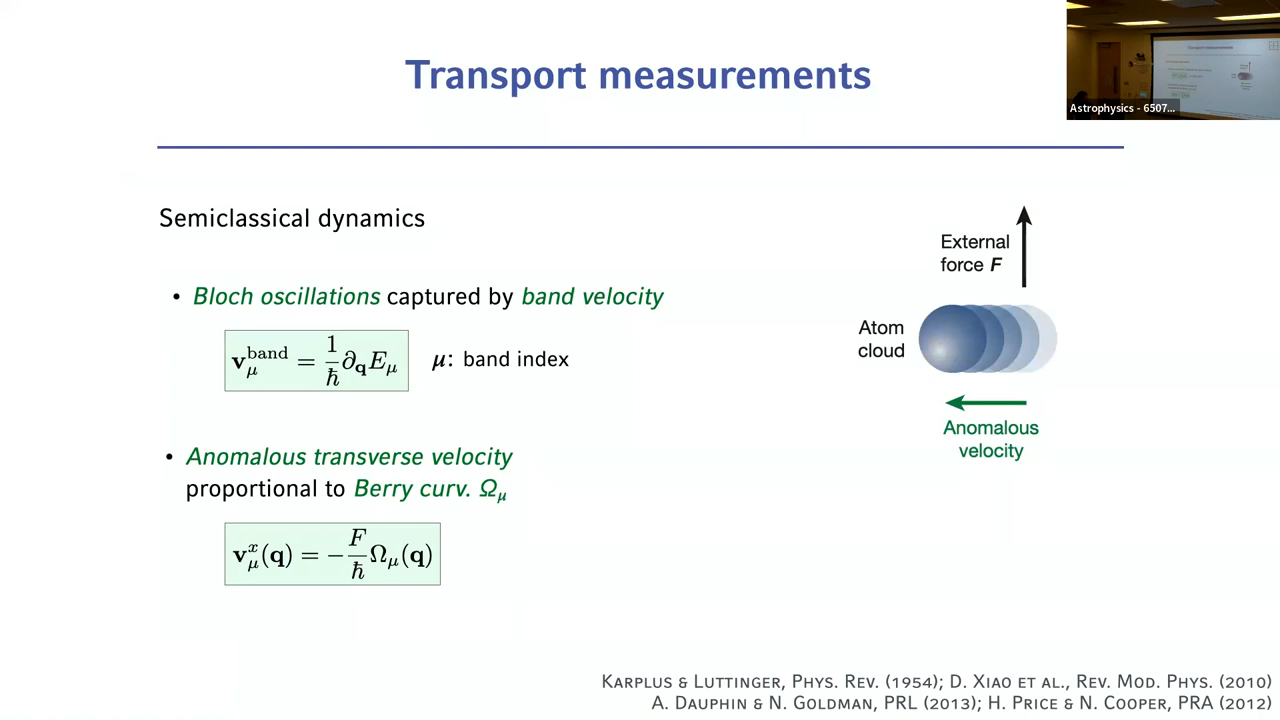 Transport measurements
Astrophysics - 6507...
Semiclassical dynamics
• Bloch oscillations captured by band velocity
v_μ^band = 1/ħ ∂_q E_μ
μ: band index
• Anomalous transverse velocity
proportional to Berry curv. Ω_μ
v_μ^x(q) = −F/ħ Ω_μ(q)
External
force F
Atom
cloud
Anomalous
velocity
Karplus & Luttinger, Phys. Rev. (1954); D. Xiao et al., Rev. Mod. Phys. (2010)
A. Dauphin & N. Goldman, PRL (2013); H. Price & N. Cooper, PRA (2012)